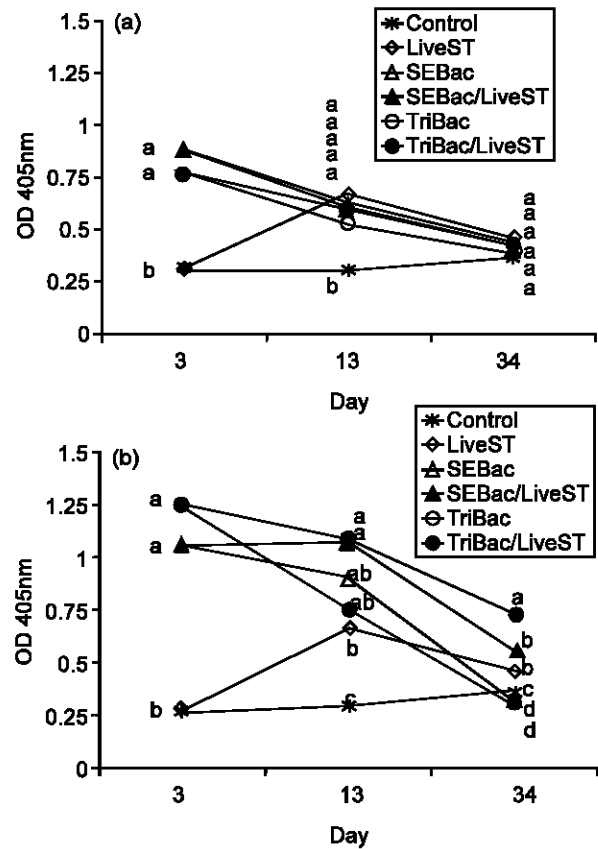 (a)
Control
LiveST
SEBac
SEBac/LiveST
TriBac
TriBac/LiveST
1.5
1.25
1
0.75
0.5
0.25
0
OD 405nm
a
a
b
a
a
a
a
a
b
a
a
a
a
a
a
3 13 34
Day
(b)
Control
LiveST
SEBac
SEBac/LiveST
TriBac
TriBac/LiveST
1.5
1.25
1
0.75
0.5
0.25
0
OD 405nm
a
a
b
a
a
ab
ab
b
c
a
b
b
c
d
d
3 13 34
Day